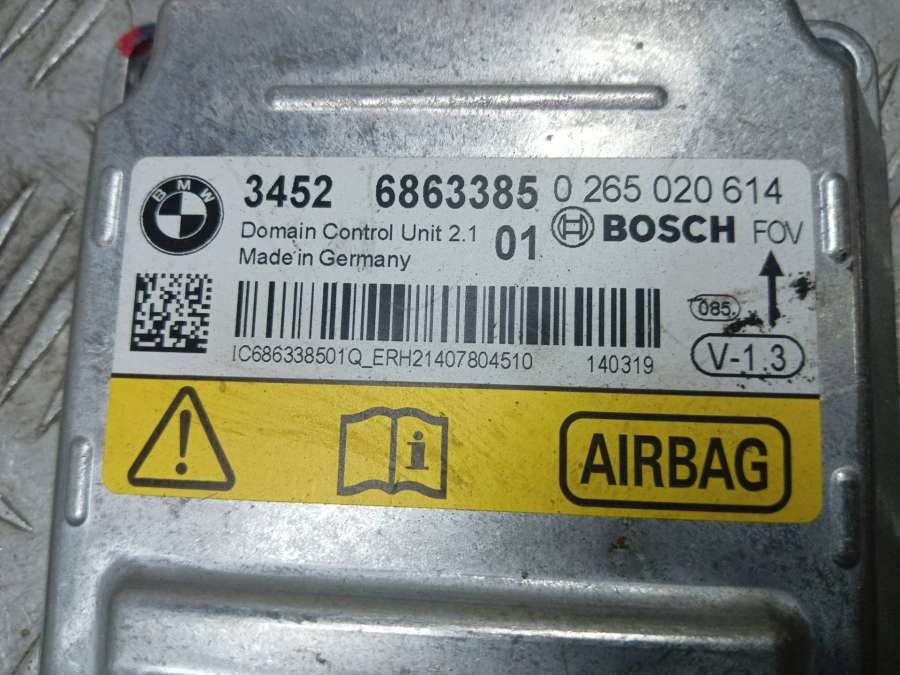 BMW
3452 6863385 0 265 020 614
Domain Control Unit 2.1 01 BOSCH FOV
Made in Germany
085
IC686338501Q_ERH21407804510 140319 V-1.3
! i AIRBAG